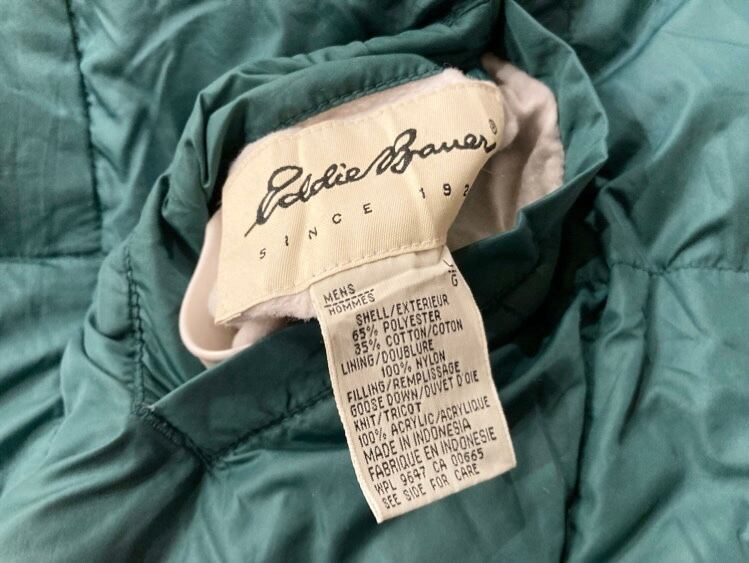 Eddie Bauer®
SINCE 192
MENS L
HOMMES G
SHELL/EXTERIEUR
65% POLYESTER
35% COTTON/COTON
LINING/DOUBLURE
100% NYLON
FILLING/REMPLISSAGE
GOOSE DOWN/DUVET D'OIE
KNIT/TRICOT
100% ACRYLIC/ACRYLIQUE
MADE IN INDONESIA
FABRIQUE EN INDONESIE
WPL 9647 CA 00665
SEE SIDE FOR CARE